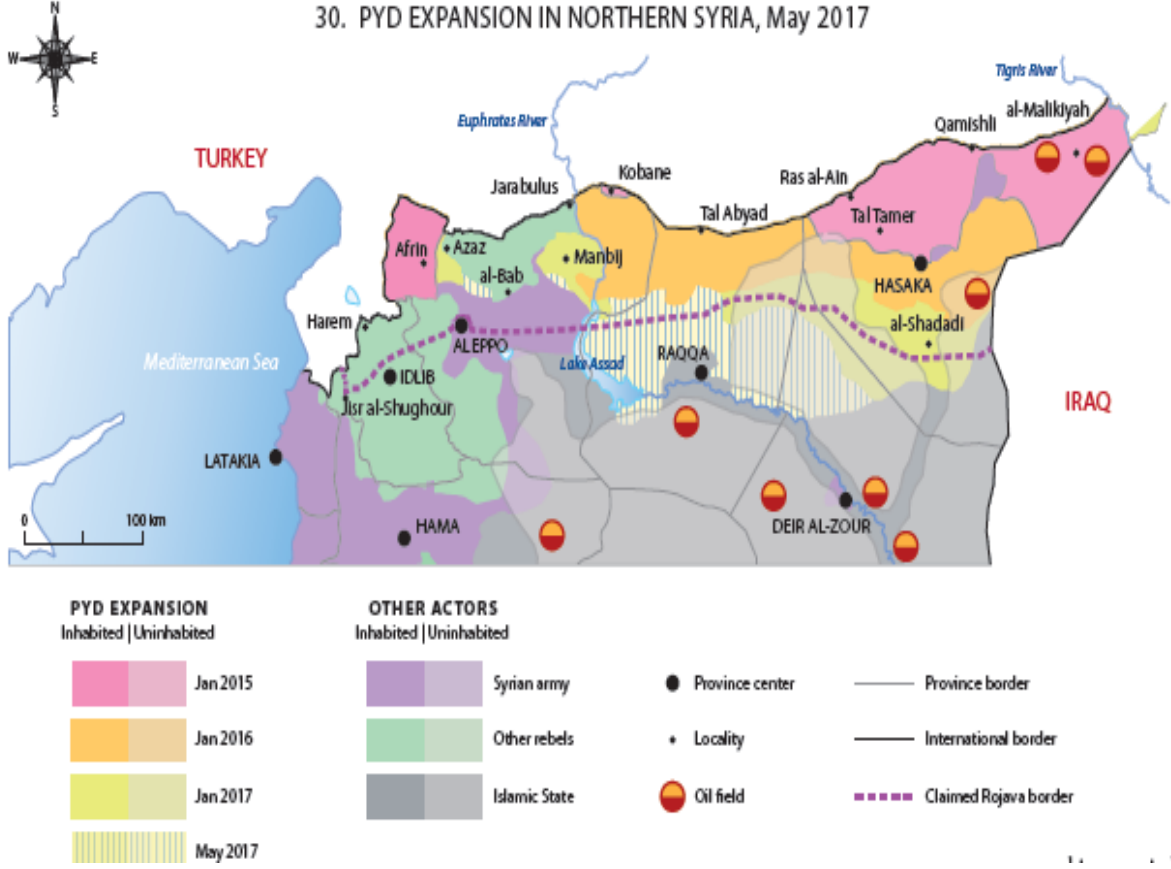 30. PYD EXPANSION IN NORTHERN SYRIA, May 2017
N
W
E
S
Tigris River
al-Malikiyah
Euphrates River
Qamishli
TURKEY
Kobane
Ras al-Ain
Jarabulus
Tal Abyad
Tal Tamer
Afrin
Azaz
Manbij
al-Bab
HASAKA
Harem
al-Shadadi
ALEPPO
Mediterranean Sea
Lake Assad
RAQQA
IDLIB
IRAQ
Jisr al-Shughour
LATAKIA
0
100 km
HAMA
DEIR AL-ZOUR
PYD EXPANSION
Inhabited | Uninhabited
Jan 2015
Jan 2016
Jan 2017
May 2017
OTHER ACTORS
Inhabited | Uninhabited
Syrian army
Other rebels
Islamic State
Province center
Locality
Oil field
Province border
International border
Claimed Rojava border